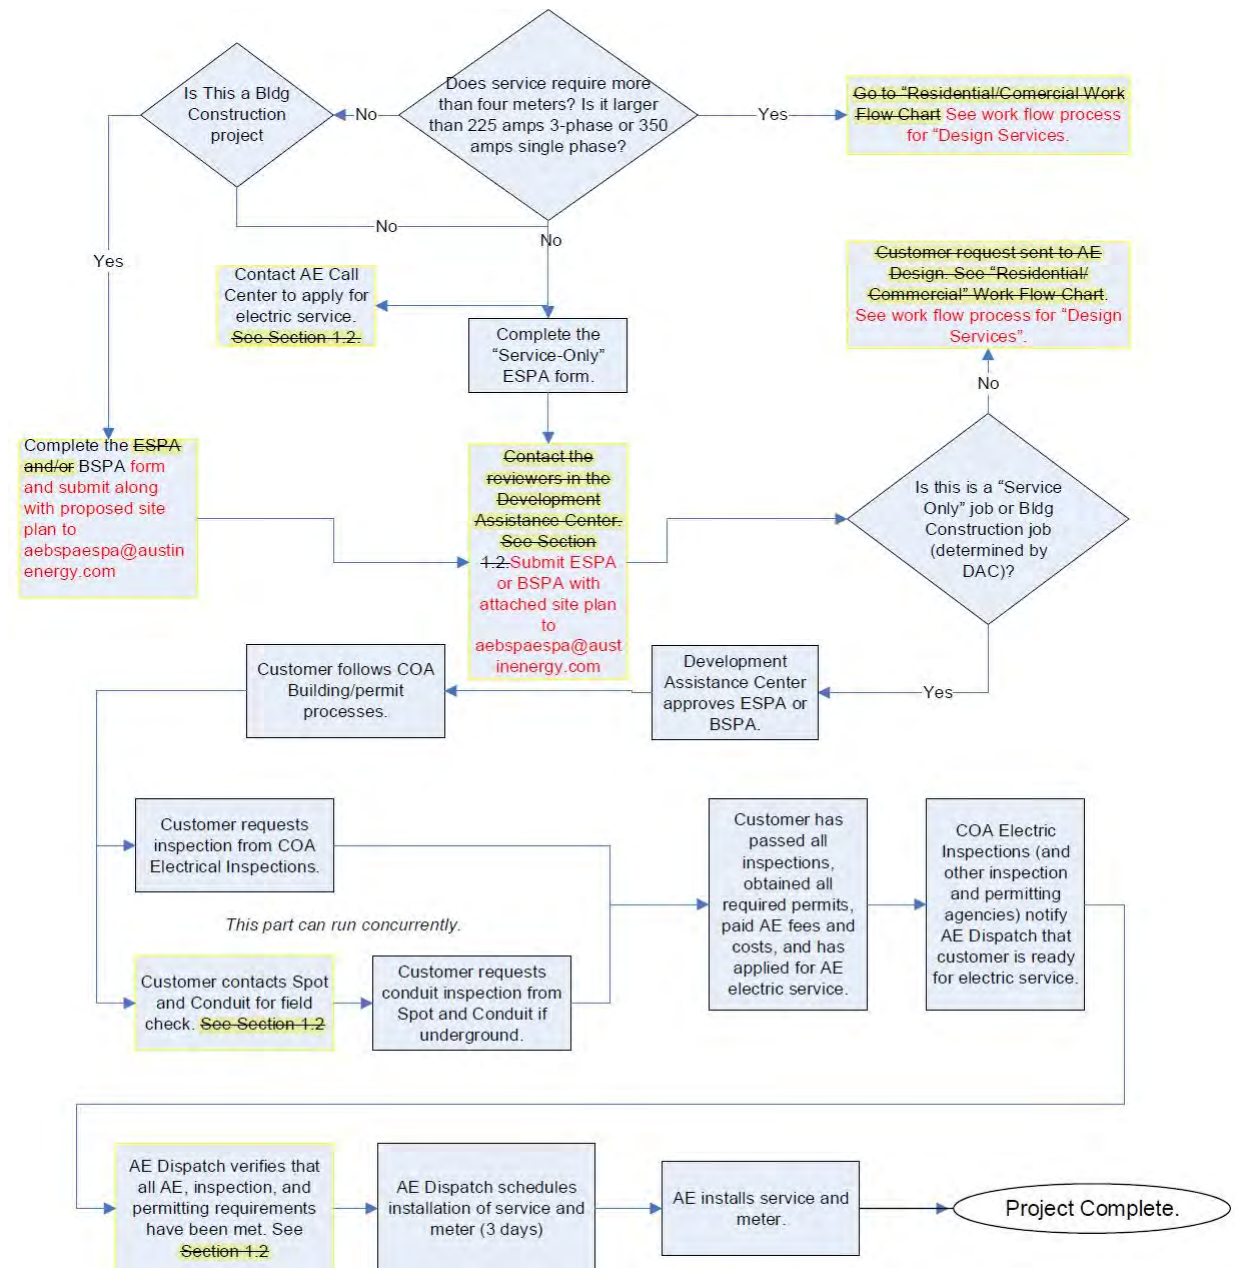 Is This a Bldg
Construction
project
No
Does service require more
than four meters? Is it larger
than 225 amps 3-phase or 350
amps single phase?
Yes
Go to “Residential/Comercial Work
Flow Chart See work flow process
for “Design Services.
No
No
Yes
Contact AE Call
Center to apply for
electric service.
See Section 1.2.
Customer request sent to AE
Design. See “Residential/
Commercial” Work Flow Chart.
See work flow process for “Design
Services”.
Complete the
“Service-Only”
ESPA form.
No
Complete the ESPA
and/or BSPA form
and submit along
with proposed site
plan to
aebspaespa@austin
energy.com
Contact the
reviewers in the
Development
Assistance Center.
See Section
1.2.Submit ESPA
or BSPA with
attached site plan
to
aebspaespa@aust
inenergy.com
Is this is a “Service
Only” job or Bldg
Construction job
(determined by
DAC)?
Customer follows COA
Building/permit
processes.
Development
Assistance Center
approves ESPA or
BSPA.
Yes
Customer requests
inspection from COA
Electrical Inspections.
This part can run concurrently.
Customer contacts Spot
and Conduit for field
check. See Section 1.2
Customer requests
conduit inspection from
Spot and Conduit if
underground.
Customer has
passed all
inspections,
obtained all
required permits,
paid AE fees and
costs, and has
applied for AE
electric service.
COA Electric
Inspections (and
other inspection
and permitting
agencies) notify
AE Dispatch that
customer is ready
for electric service.
AE Dispatch verifies that
all AE, inspection, and
permitting requirements
have been met. See
Section 1.2
AE Dispatch schedules
installation of service and
meter (3 days)
AE installs service and
meter.
Project Complete.